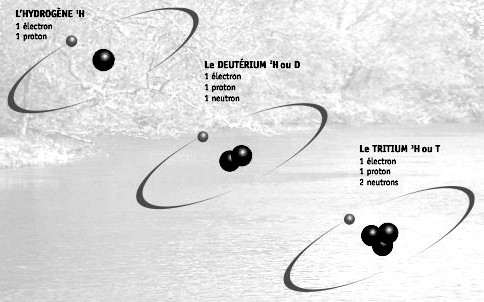 L'HYDROGÈNE ¹H
1 électron
1 proton
Le DEUTÉRIUM ²H ou D
1 électron
1 proton
1 neutron
Le TRITIUM ³H ou T
1 électron
1 proton
2 neutrons